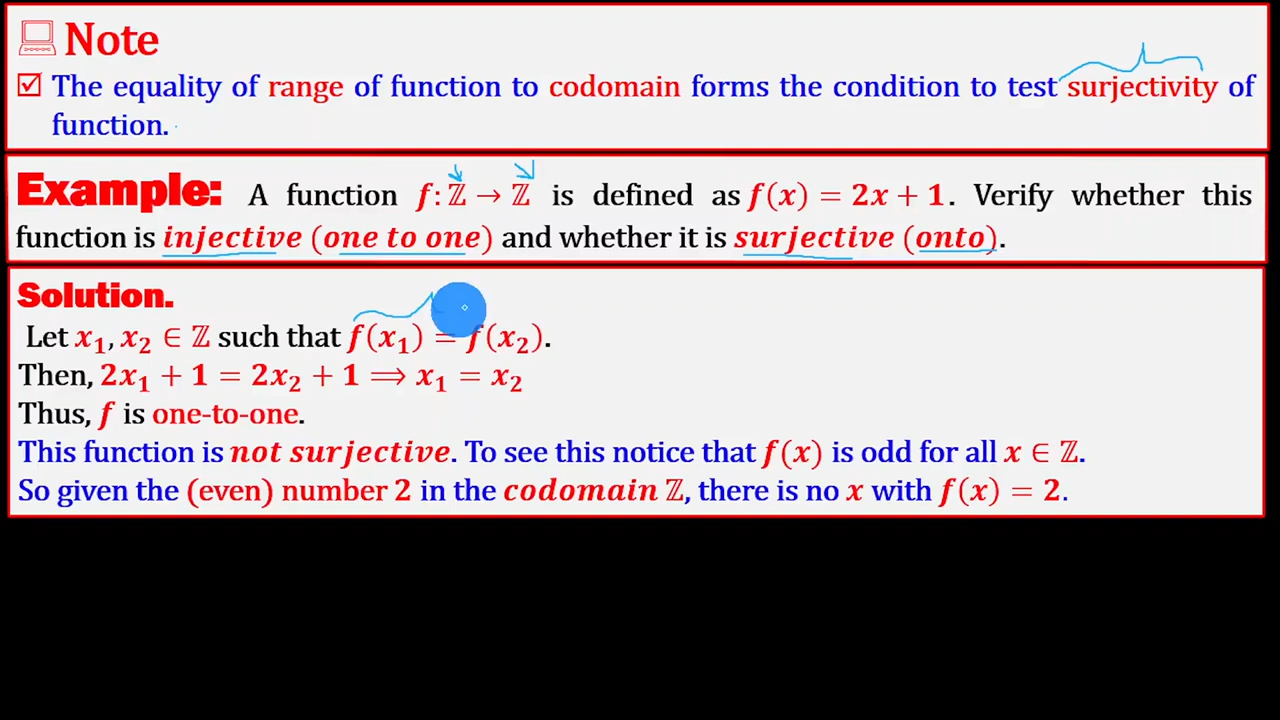 Note
The equality of range of function to codomain forms the condition to test surjectivity of
function.
Example: A function f: ℤ → ℤ is defined as f(x) = 2x + 1. Verify whether this
function is injective (one to one) and whether it is surjective (onto).
Solution.
Let x₁, x₂ ∈ ℤ such that f(x₁) = f(x₂).
Then, 2x₁ + 1 = 2x₂ + 1 ⟹ x₁ = x₂
Thus, f is one-to-one.
This function is not surjective. To see this notice that f(x) is odd for all x ∈ ℤ.
So given the (even) number 2 in the codomain ℤ, there is no x with f(x) = 2.